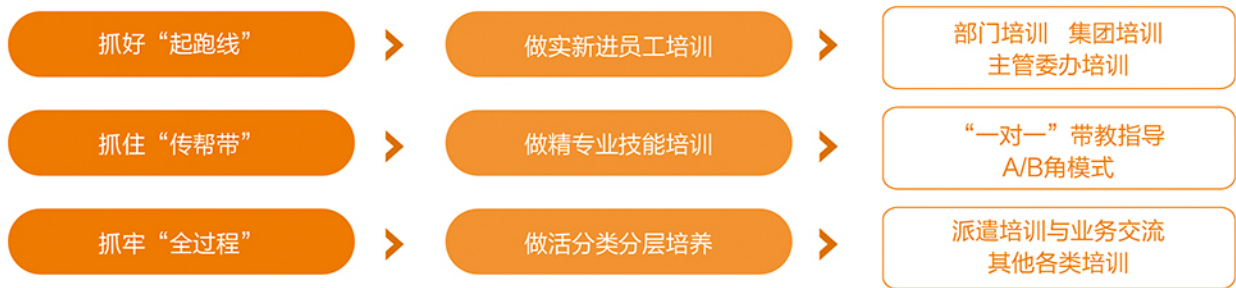 抓好“起跑线”
做实新进员工培训
部门培训 集团培训
主管委办培训
抓住“传帮带”
做精专业技能培训
“一对一”带教指导
A/B角模式
抓牢“全过程”
做活分类分层培养
派遣培训与业务交流
其他各类培训